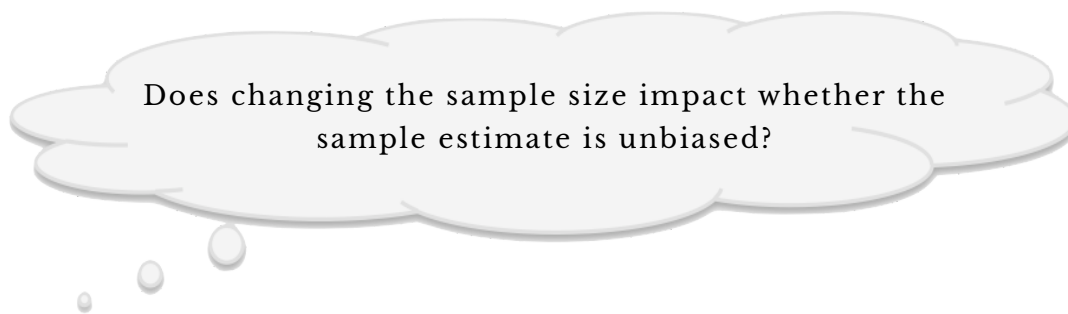 Does changing the sample size impact whether the
sample estimate is unbiased?